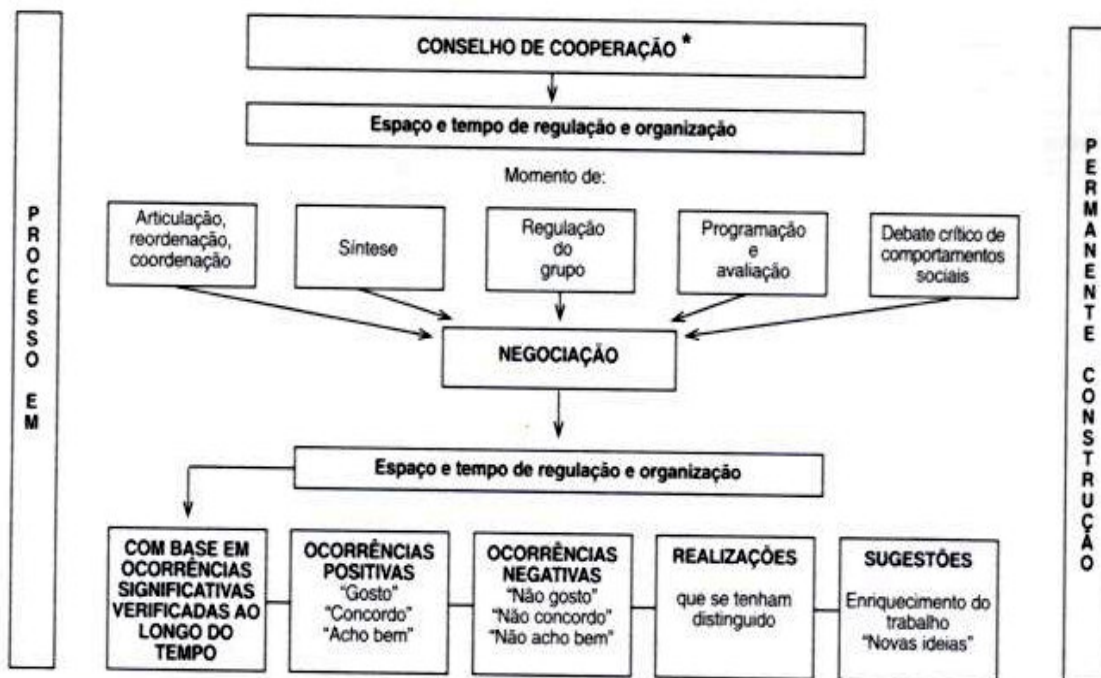 PROCESSO EM
CONSELHO DE COOPERAÇÃO *
Espaço e tempo de regulação e organização
Momento de:
Articulação,
reordenação,
coordenação
Síntese
Regulação
do
grupo
Programação
e
avaliação
Debate crítico de
comportamentos
sociais
NEGOCIAÇÃO
Espaço e tempo de regulação e organização
COM BASE EM
OCORRÊNCIAS
SIGNIFICATIVAS
VERIFICADAS AO
LONGO DO
TEMPO
OCORRÊNCIAS
POSITIVAS
"Gosto"
"Concordo"
"Acho bem"
OCORRÊNCIAS
NEGATIVAS
"Não gosto"
"Não concordo"
"Não acho bem"
REALIZAÇÕES
que se tenham
distinguido
SUGESTÕES
Enriquecimento do
trabalho
"Novas ideias"
PERMANENTE CONSTRUÇÃO